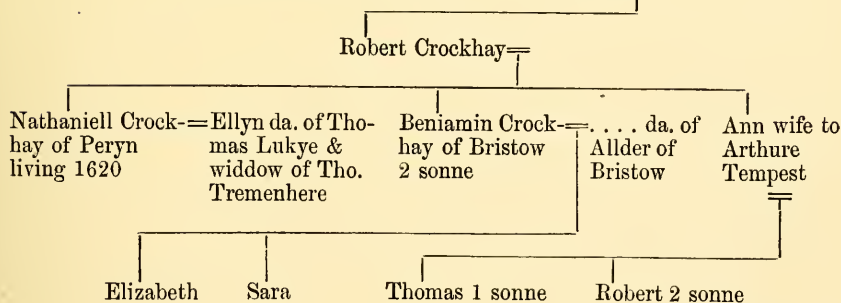 Robert Crockhay=
Nathaniell Crock-=
hay of Peryn
living 1620
Ellyn da. of Tho-
mas Lukye &
widdow of Tho.
Tremenhere
Beniamin Crock-=
hay of Bristow
2 sonne
. . . . da. of
Allder of
Bristow
Ann wife to
Arthure
Tempest
=
Elizabeth
Sara
Thomas 1 sonne
Robert 2 sonne